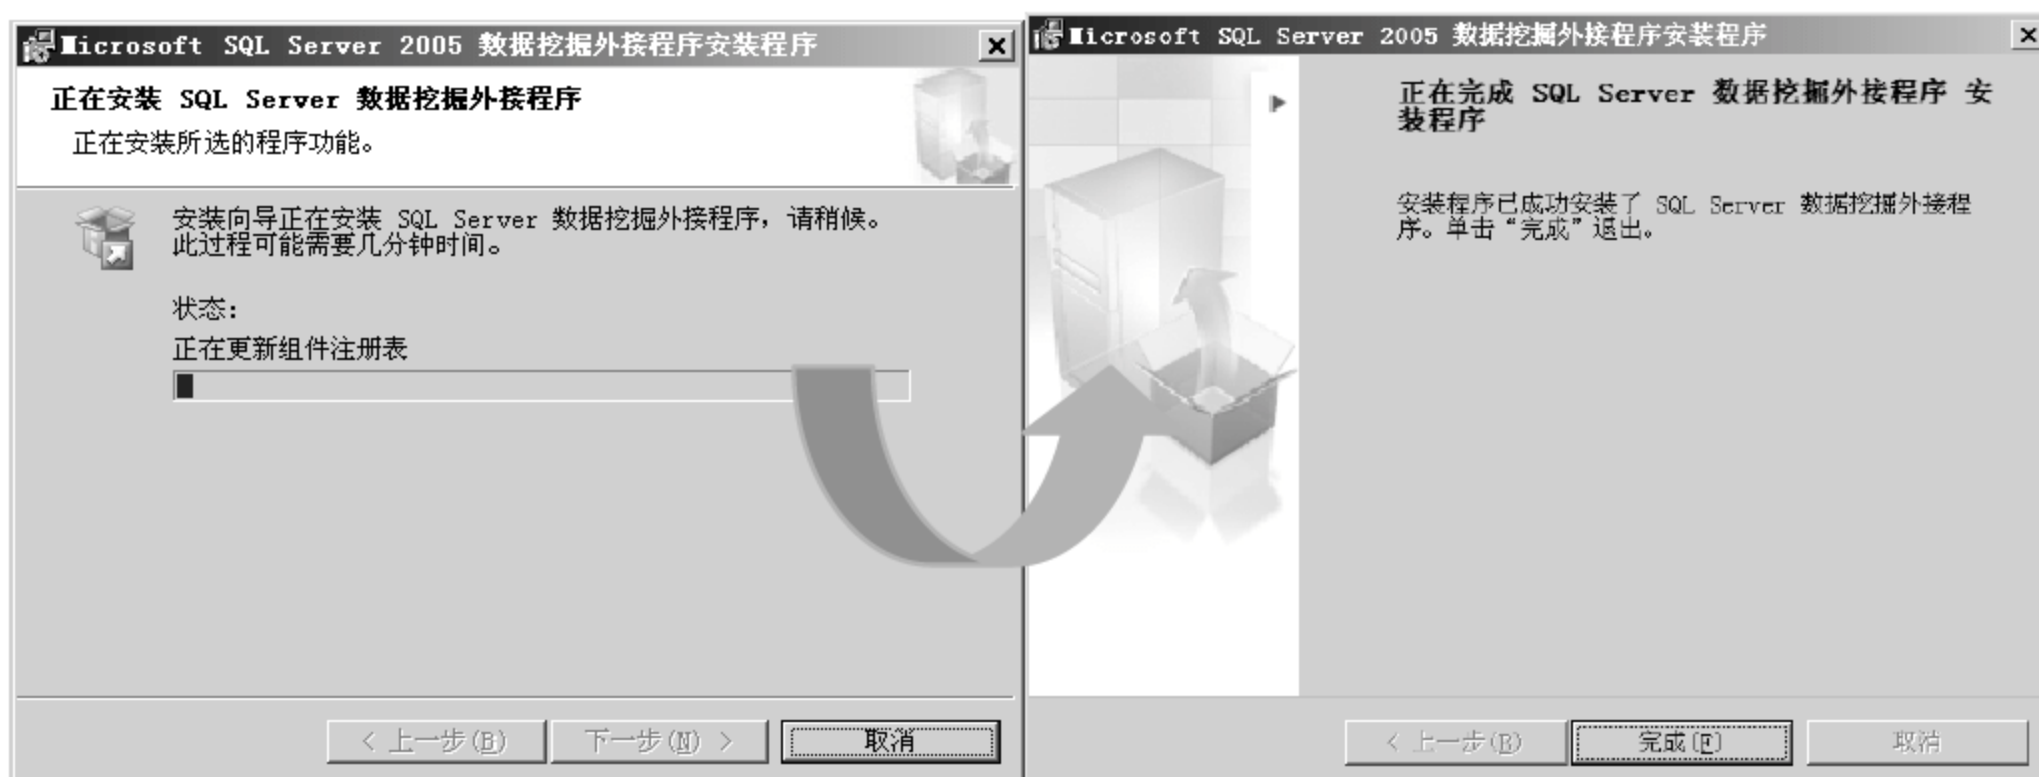 Microsoft SQL Server 2005 数据挖掘外接程序安装程序
正在安装 SQL Server 数据挖掘外接程序
正在安装所选的程序功能。
安装向导正在安装 SQL Server 数据挖掘外接程序，请稍候。
此过程可能需要几分钟时间。
状态：
正在更新组件注册表
< 上一步(B)
下一步(N) >
取消
Microsoft SQL Server 2005 数据挖掘外接程序安装程序
正在完成 SQL Server 数据挖掘外接程序 安
装程序
安装程序已成功安装了 SQL Server 数据挖掘外接程
序。单击“完成”退出。
< 上一步(B)
完成(F)
取消